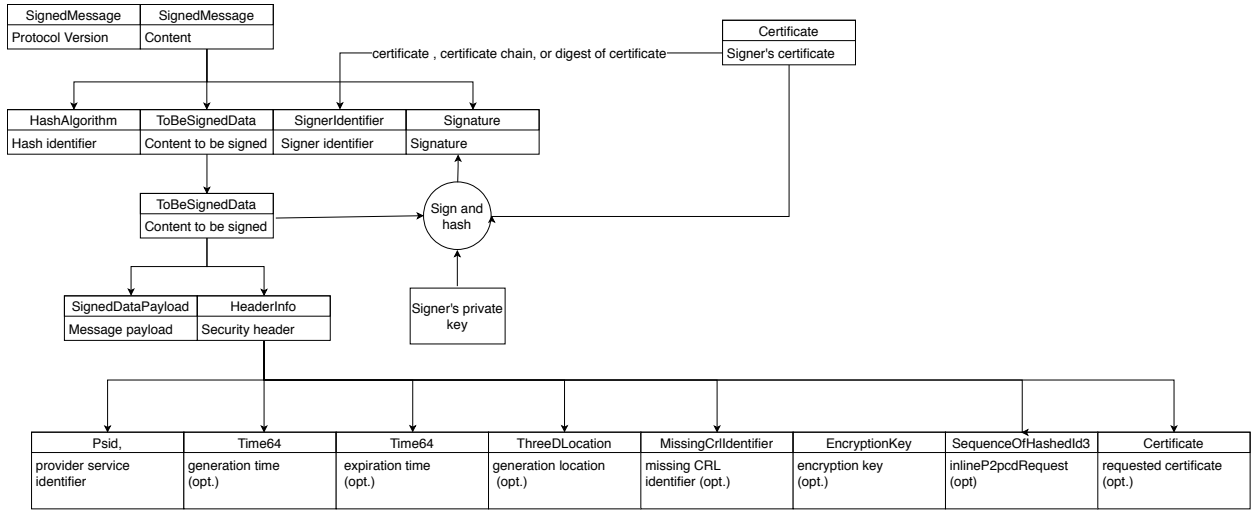 SignedMessage SignedMessage
Protocol Version Content
Certificate
Signer's certificate
certificate , certificate chain, or digest of certificate
HashAlgorithm ToBeSignedData SignerIdentifier Signature
Hash identifier Content to be signed Signer identifier Signature
ToBeSignedData
Content to be signed
Sign and
hash
SignedDataPayload HeaderInfo
Message payload Security header
Signer's private
key
Psid, Time64 Time64 ThreeDLocation MissingCrlIdentifier EncryptionKey SequenceOfHashedId3 Certificate
provider service generation time expiration time generation location missing CRL encryption key inlineP2pcdRequest requested certificate
identifier (opt.) (opt.) (opt.) identifier (opt.) (opt.) (opt) (opt.)